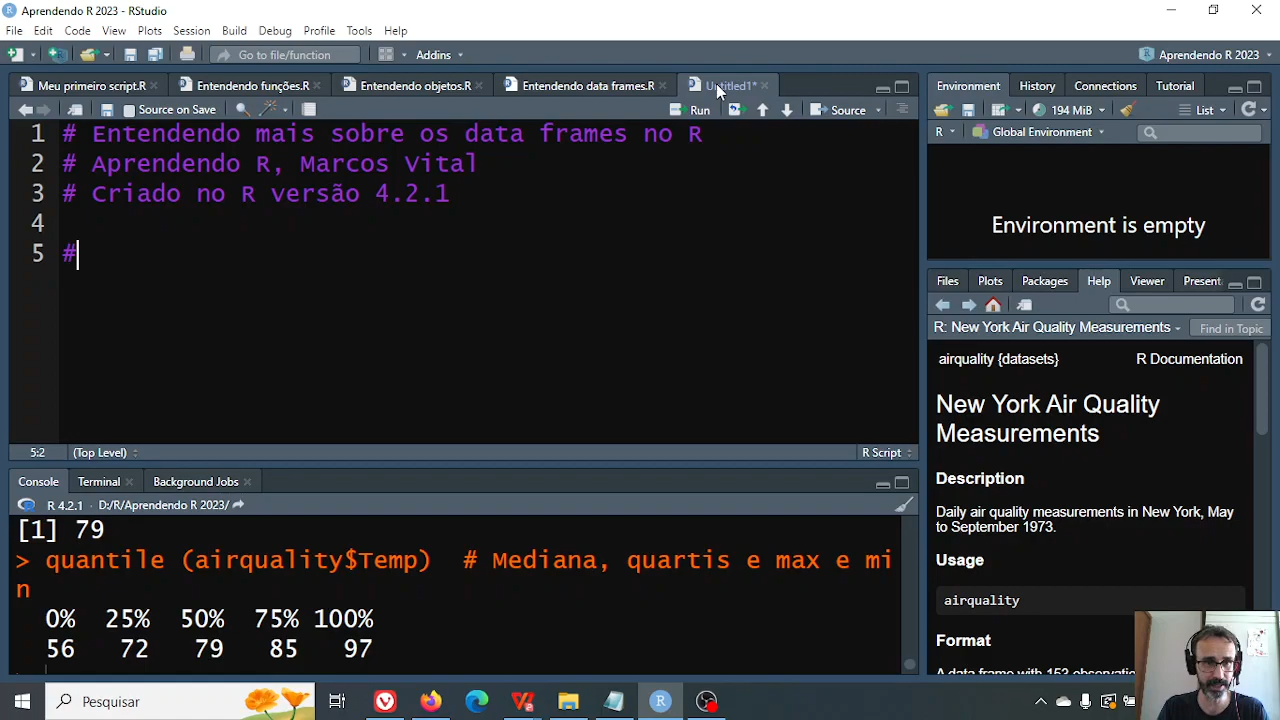 Aprendendo R 2023 - RStudio
File Edit Code View Plots Session Build Debug Profile Tools Help
Go to file/function Addins Aprendendo R 2023
Meu primeiro script.R Entendendo funções.R Entendendo objetos.R Entendendo data frames.R Untitled1*
Source on Save Run Source
1 # Entendendo mais sobre os data frames no R
2 # Aprendendo R, Marcos Vital
3 # Criado no R versão 4.2.1
4
5 #
5:2 (Top Level) R Script
Console Terminal Background Jobs
R 4.2.1 · D:/R/Aprendendo R 2023/
[1] 79
> quantile (airquality$Temp)  # Mediana, quartis e max e mi
n
0% 25% 50% 75% 100%
56 72 79 85 97
Environment History Connections Tutorial
194 MiB List
R Global Environment
Environment is empty
Files Plots Packages Help Viewer Present
R: New York Air Quality Measurements Find in Topic
airquality {datasets} R Documentation
New York Air Quality
Measurements
Description
Daily air quality measurements in New York, May
to September 1973.
Usage
airquality
Format
A data frame with 153
Pesquisar